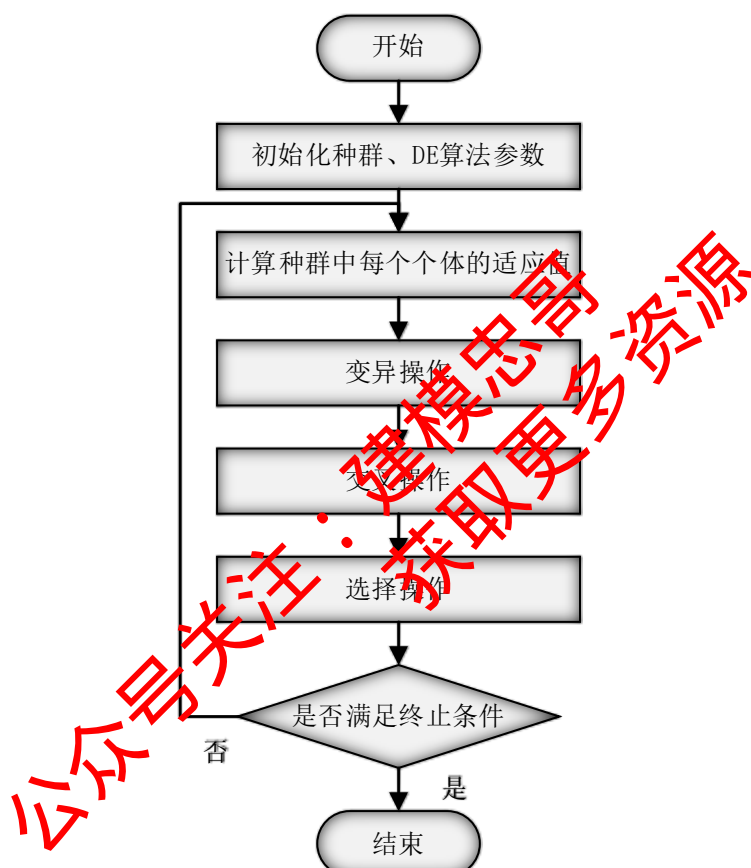 开始
初始化种群、DE算法参数
计算种群中每个个体的适应值
变异操作
交叉操作
选择操作
是否满足终止条件
否
是
结束
公众号关注：建模忠哥
获取更多资源